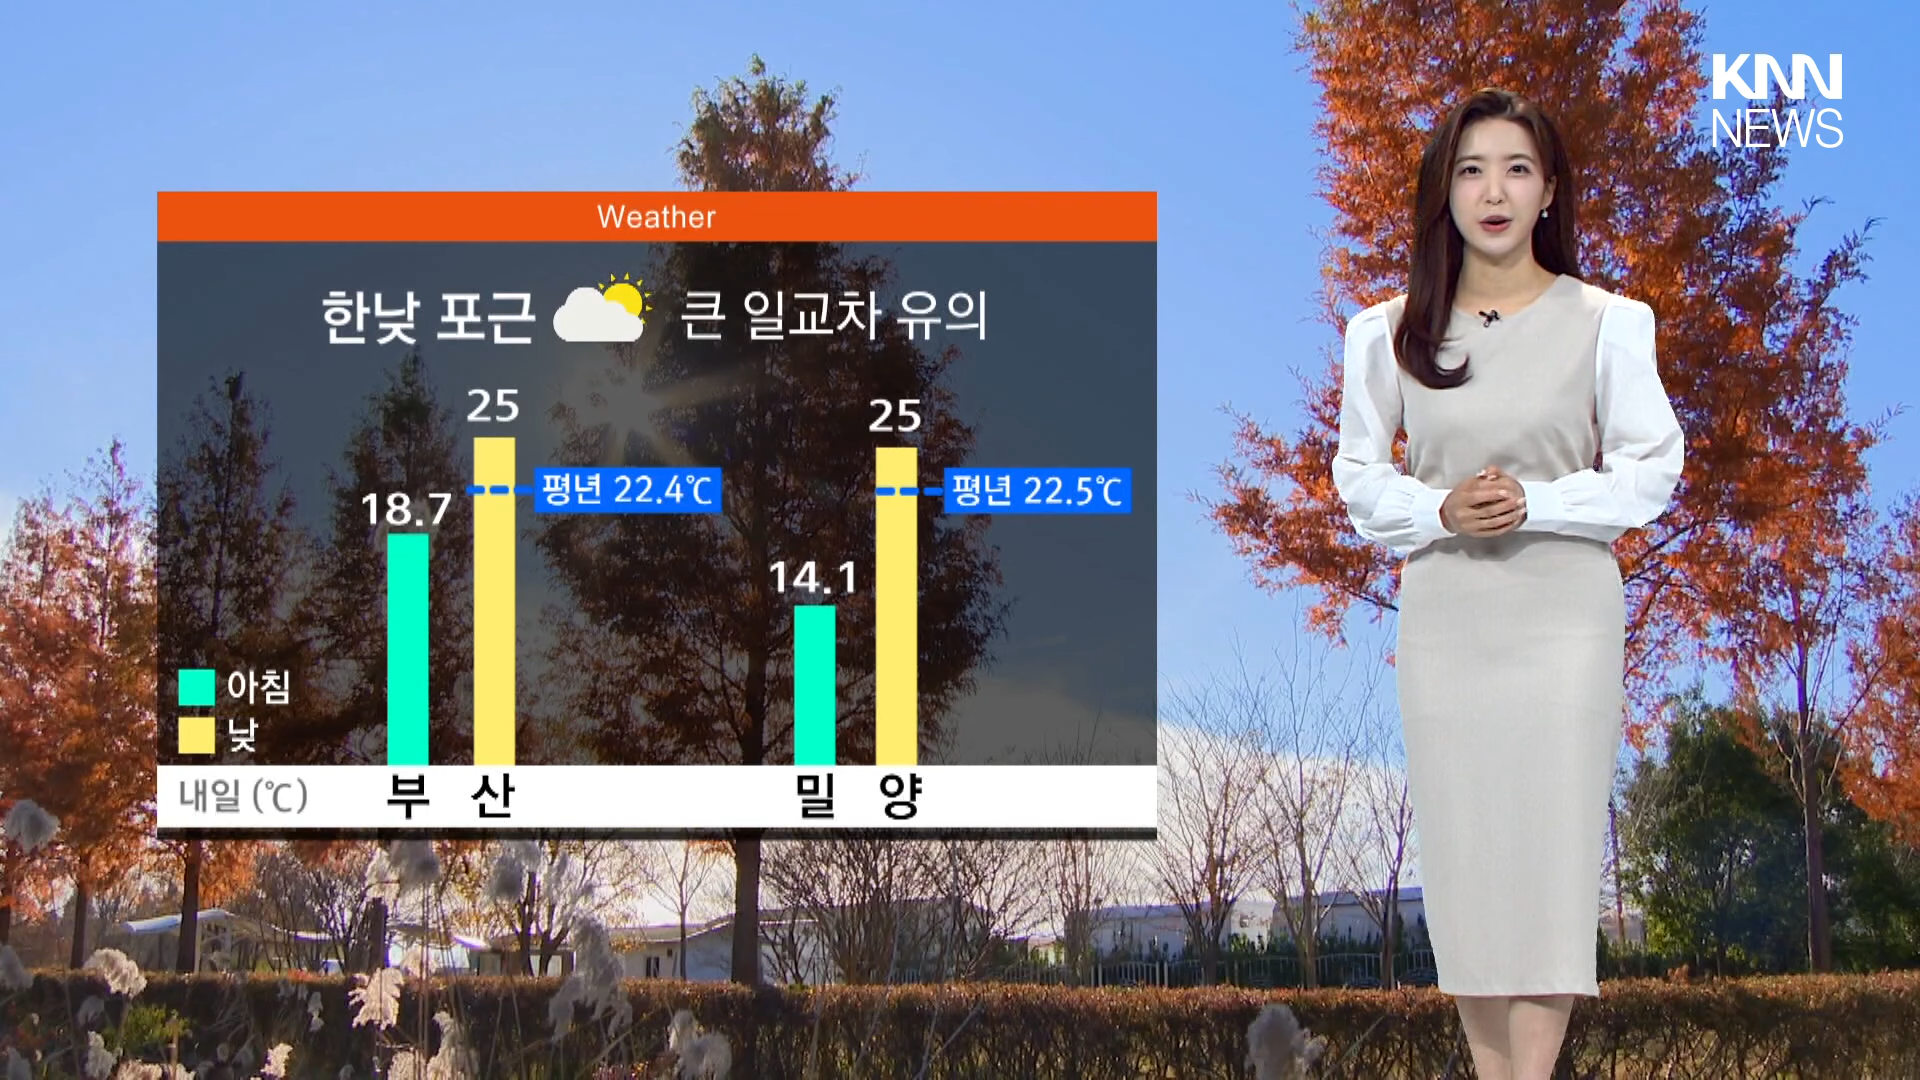 KNN
NEWS
Weather
한낮 포근 큰 일교차 유의
25
25
18.7
평년 22.4℃
평년 22.5℃
14.1
아침
낮
내일 (℃)
부 산
밀 양